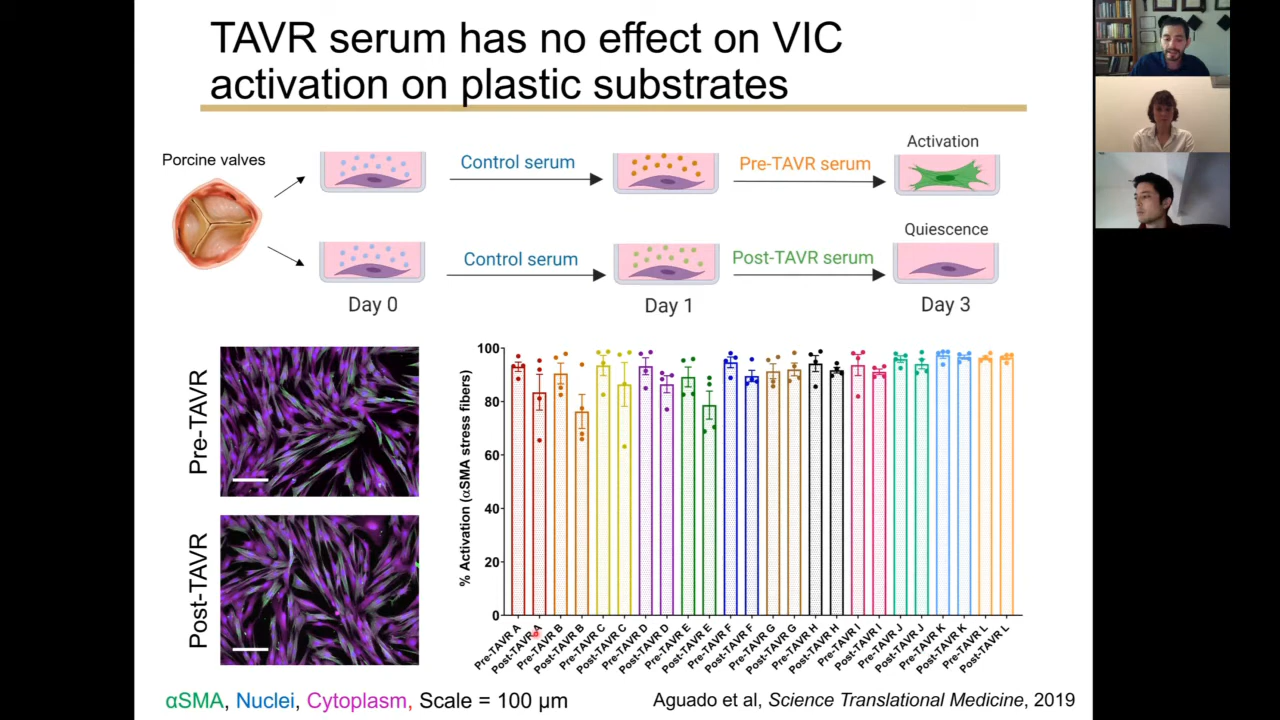 TAVR serum has no effect on VIC
activation on plastic substrates
Porcine valves
Control serum
Pre-TAVR serum
Activation
Control serum
Post-TAVR serum
Quiescence
Day 0
Day 1
Day 3
Pre-TAVR
Post-TAVR
% Activation (αSMA stress fibers)
100
80
60
40
20
0
Pre-TAVR A
Post-TAVR A
Pre-TAVR B
Post-TAVR B
Pre-TAVR C
Post-TAVR C
Pre-TAVR D
Post-TAVR D
Pre-TAVR E
Post-TAVR E
Pre-TAVR F
Post-TAVR F
Pre-TAVR G
Post-TAVR G
Pre-TAVR H
Post-TAVR H
Pre-TAVR I
Post-TAVR I
Pre-TAVR J
Post-TAVR J
Pre-TAVR K
Post-TAVR K
Pre-TAVR L
Post-TAVR L
αSMA, Nuclei, Cytoplasm, Scale = 100 μm
Aguado et al, Science Translational Medicine, 2019